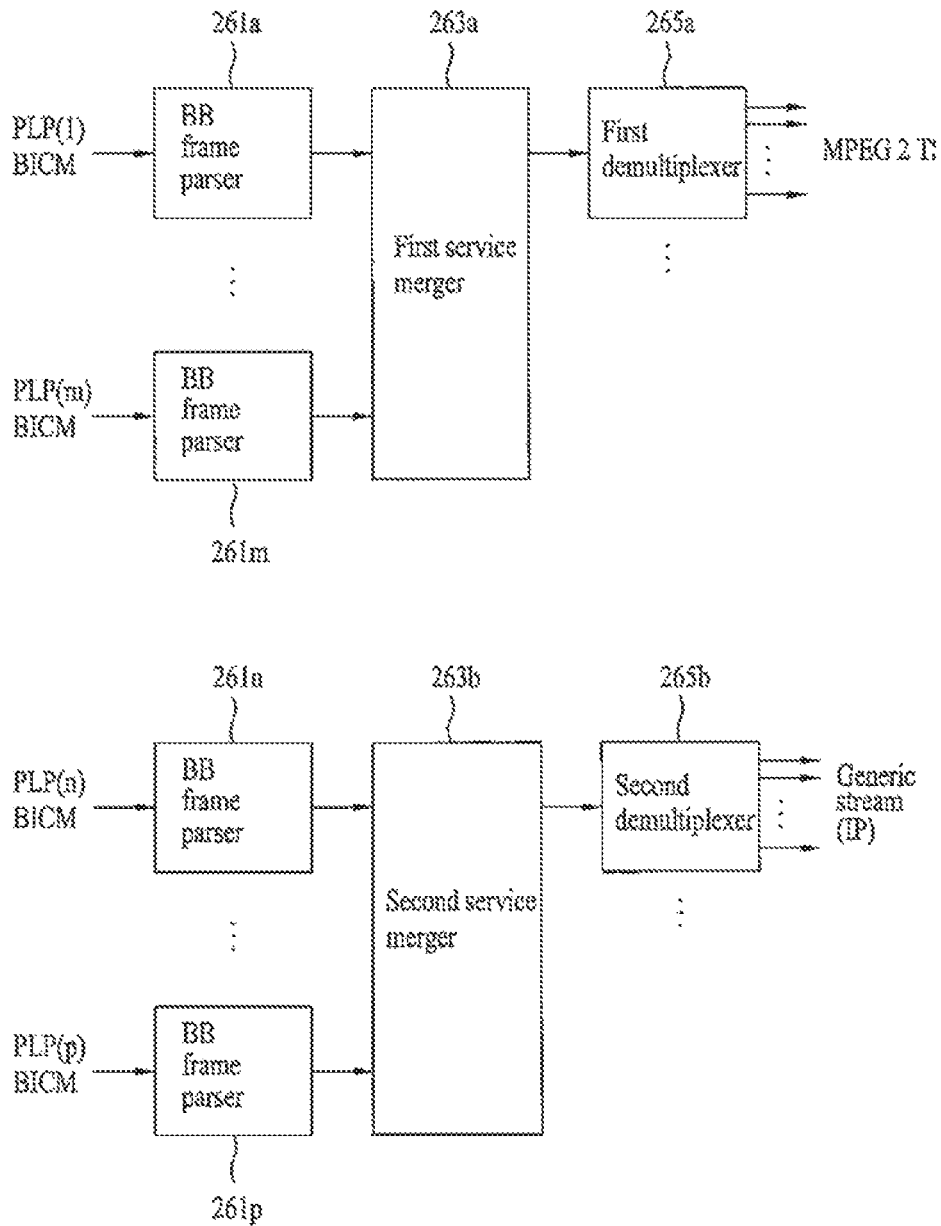 261a
263a
265a
PLP(1)
BICM
BB
frame
parser
First service
merger
First
demultiplexer
MPEG 2 TS
PLP(m)
BICM
BB
frame
parser
261m
261n
263b
265b
PLP(n)
BICM
BB
frame
parser
Second service
merger
Second
demultiplexer
Generic
stream
(IP)
PLP(p)
BICM
BB
frame
parser
261p